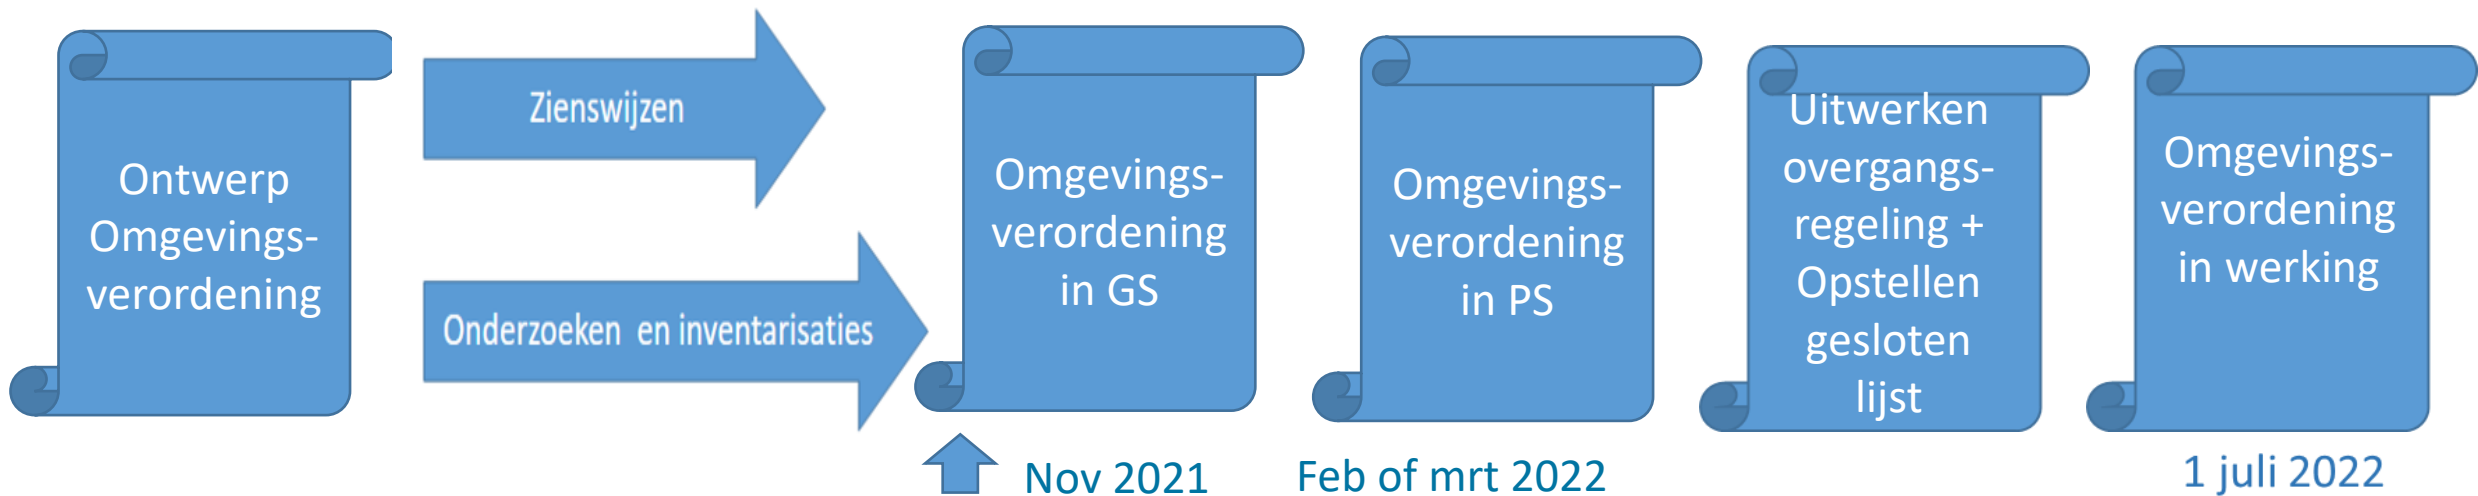 Ontwerp
Omgevings-
verordening
Zienswijzen
Onderzoeken en inventarisaties
Omgevings-
verordening
in GS
Nov 2021
Omgevings-
verordening
in PS
Feb of mrt 2022
Uitwerken
overgangs-
regeling +
Opstellen
gesloten
lijst
Omgevings-
verordening
in werking
1 juli 2022